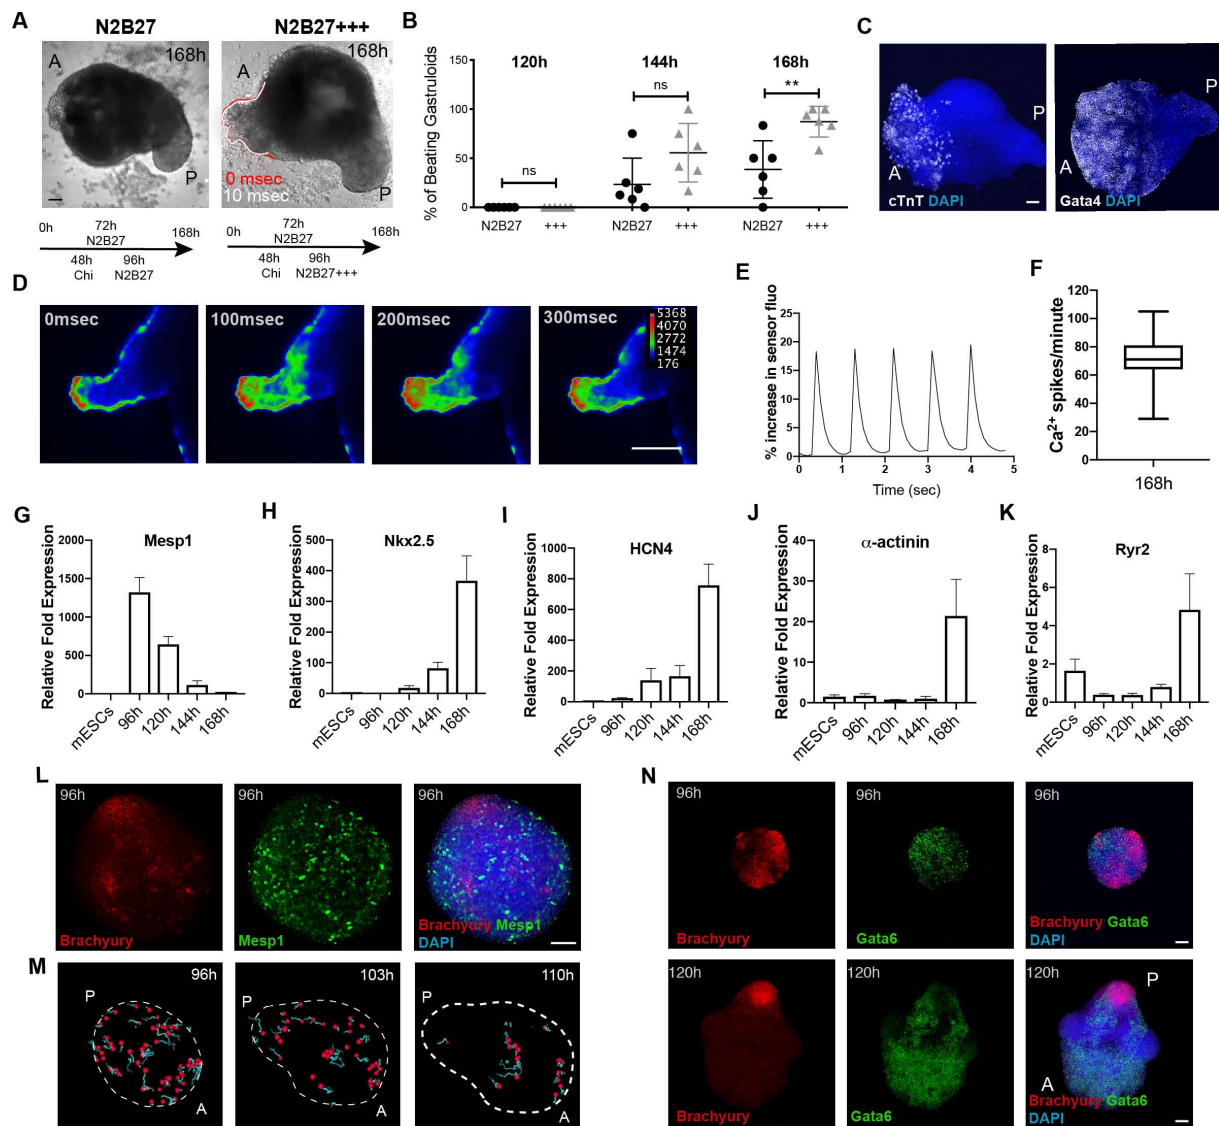 A
N2B27
N2B27+++
168h
A
P
168h
A
P
0 msec
10 msec
0h
72h
168h
N2B27
48h
96h
Chi
N2B27
0h
72h
168h
N2B27
48h
96h
Chi
N2B27+++
B
% of Beating Gastruloids
150
100
50
0
120h
144h
168h
ns
ns
**
N2B27
+++
N2B27
+++
N2B27
+++
C
P
A
cTnT DAPI
P
A
Gata4 DAPI
D
0msec
100msec
200msec
300msec
5368
4070
2772
1474
176
E
% increase in sensor fluo
25
20
15
10
5
0
0 1 2 3 4 5
Time (sec)
F
Ca2+ spikes/minute
120
100
80
60
40
20
0
168h
G
Mesp1
Relative Fold Expression
2000
1500
1000
500
0
mESCs
96h
120h
144h
168h
H
Nkx2.5
Relative Fold Expression
500
400
300
200
100
0
mESCs
96h
120h
144h
168h
I
HCN4
Relative Fold Expression
1000
800
600
400
200
0
mESCs
96h
120h
144h
168h
J
α-actinin
Relative Fold Expression
40
30
20
10
0
mESCs
96h
120h
144h
168h
K
Ryr2
Relative Fold Expression
8
6
4
2
0
mESCs
96h
120h
144h
168h
L
96h
Brachyury
96h
Mesp1
96h
Brachyury Mesp1
DAPI
M
96h
P
A
103h
P
A
110h
P
A
N
96h
Brachyury
96h
Gata6
96h
Brachyury Gata6
DAPI
120h
Brachyury
120h
Gata6
120h
P
A
Brachyury Gata6
DAPI